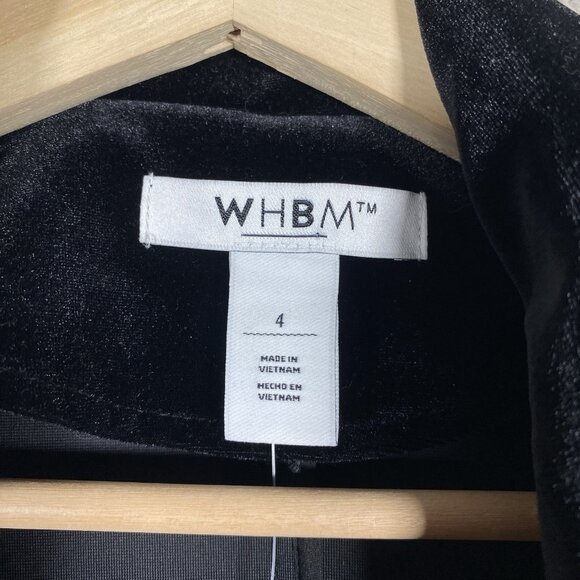 WHBM™
4
MADE IN
VIETNAM
HECHO EN
VIETNAM